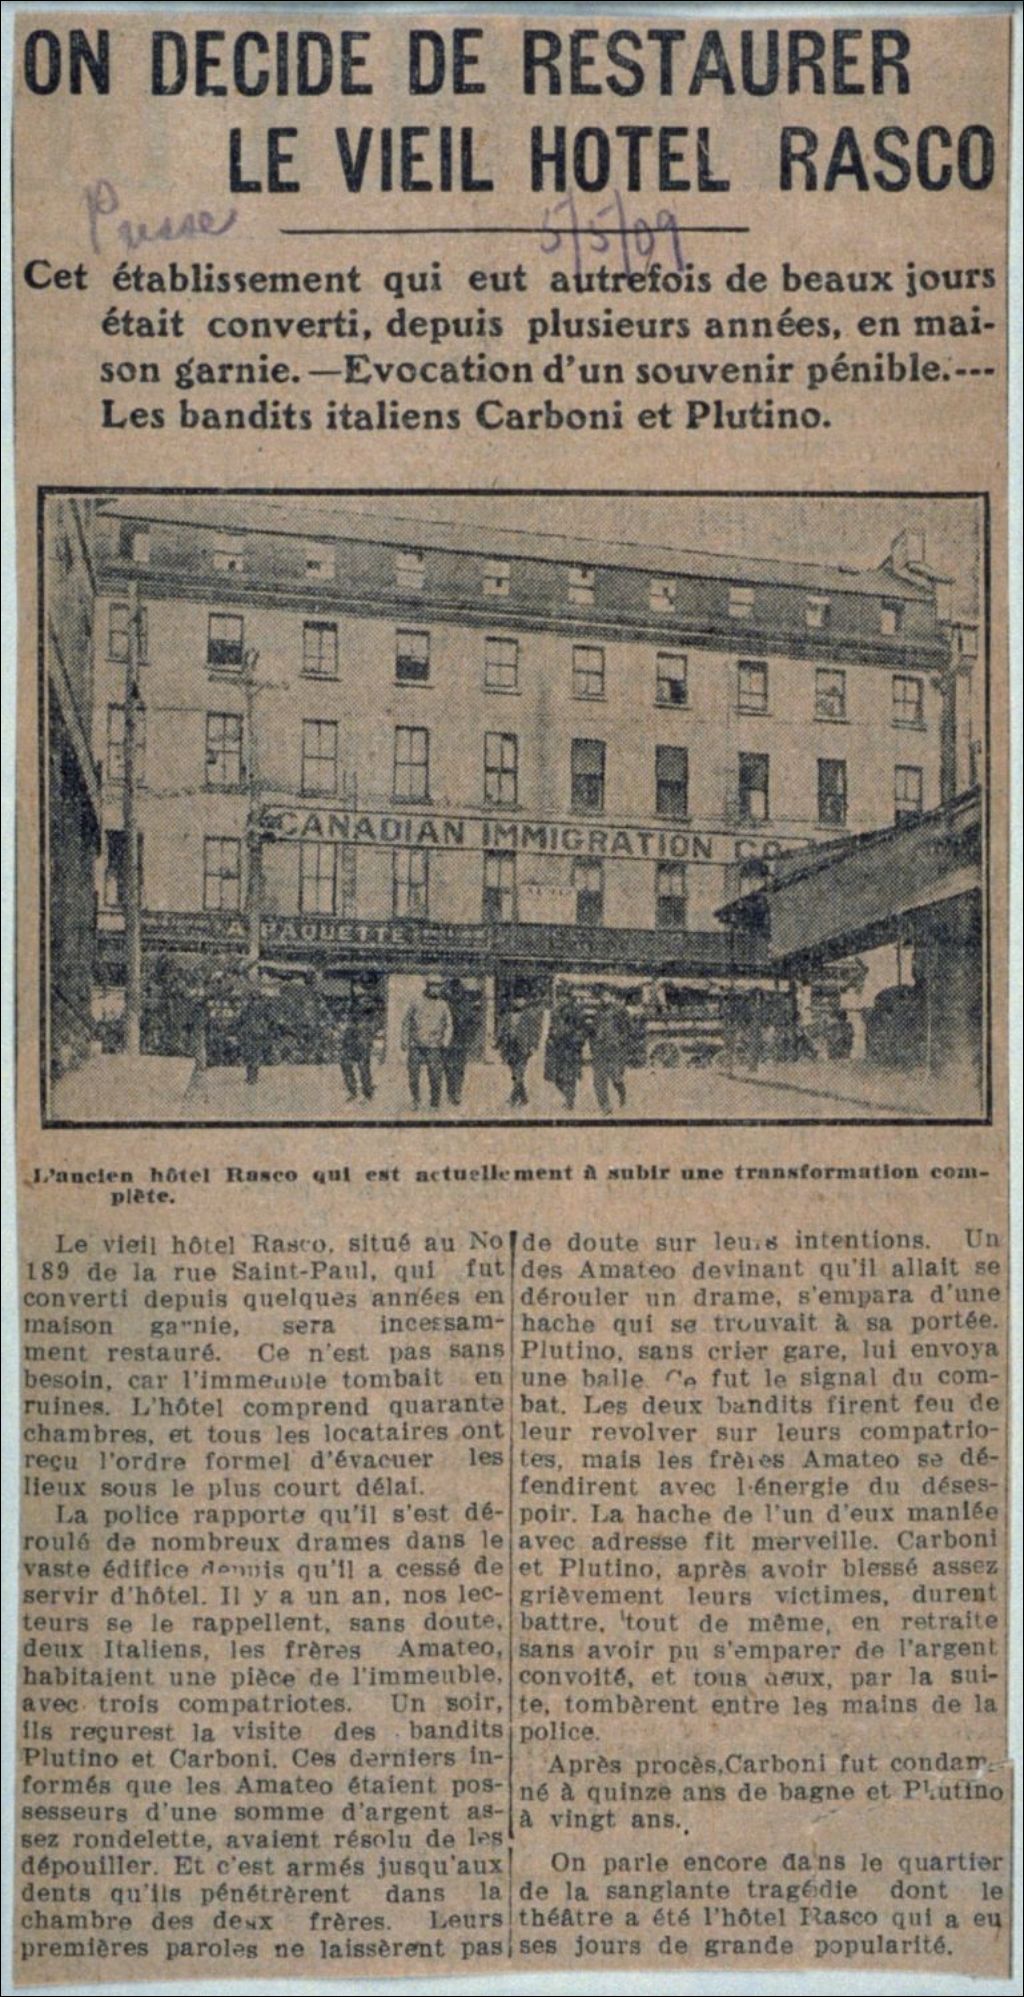 ON DECIDE DE RESTAURER
LE VIEIL HOTEL RASCO
Presse 5/5/09
Cet établissement qui eut autrefois de beaux jours
était converti, depuis plusieurs années, en mai-
son garnie.—Evocation d'un souvenir pénible.---
Les bandits italiens Carboni et Plutino.
CANADIAN IMMIGRATION CO
A PAQUETTE
L'ancien hôtel Rasco qui est actuellement à subir une transformation com-
plète.
Le vieil hôtel Rasco, situé au No
189 de la rue Saint-Paul, qui fut
converti depuis quelques années en
maison garnie, sera incessam-
ment restauré. Ce n'est pas sans
besoin, car l'immeuble tombait en
ruines. L'hôtel comprend quarante
chambres, et tous les locataires ont
reçu l'ordre formel d'évacuer les
lieux sous le plus court délai.
La police rapporte qu'il s'est dé-
roulé de nombreux drames dans le
vaste édifice depuis qu'il a cessé de
servir d'hôtel. Il y a un an, nos lec-
teurs se le rappellent, sans doute,
deux Italiens, les frères Amateo,
habitaient une pièce de l'immeuble,
avec trois compatriotes. Un soir,
ils reçurest la visite des bandits
Plutino et Carboni. Ces derniers in-
formés que les Amateo étaient pos-
sesseurs d'une somme d'argent as-
sez rondelette, avaient résolu de les
dépouiller. Et c'est armés jusqu'aux
dents qu'ils pénétrèrent dans la
chambre des deux frères. Leurs
premières paroles ne laissèrent pas
de doute sur leurs intentions. Un
des Amateo devinant qu'il allait se
dérouler un drame, s'empara d'une
hache qui se trouvait à sa portée.
Plutino, sans crier gare, lui envoya
une balle. Ce fut le signal du com-
bat. Les deux bandits firent feu de
leur revolver sur leurs compatrio-
tes, mais les frères Amateo se dé-
fendirent avec l'énergie du déses-
poir. La hache de l'un d'eux maniée
avec adresse fit merveille. Carboni
et Plutino, après avoir blessé assez
grièvement leurs victimes, durent
battre, tout de même, en retraite
sans avoir pu s'emparer de l'argent
convoité, et tous deux, par la sui-
te, tombèrent entre les mains de la
police.
Après procès, Carboni fut condam-
né à quinze ans de bagne et Plutino
à vingt ans.
On parle encore dans le quartier
de la sanglante tragédie dont le
théâtre a été l'hôtel Rasco qui a eu
ses jours de grande popularité.